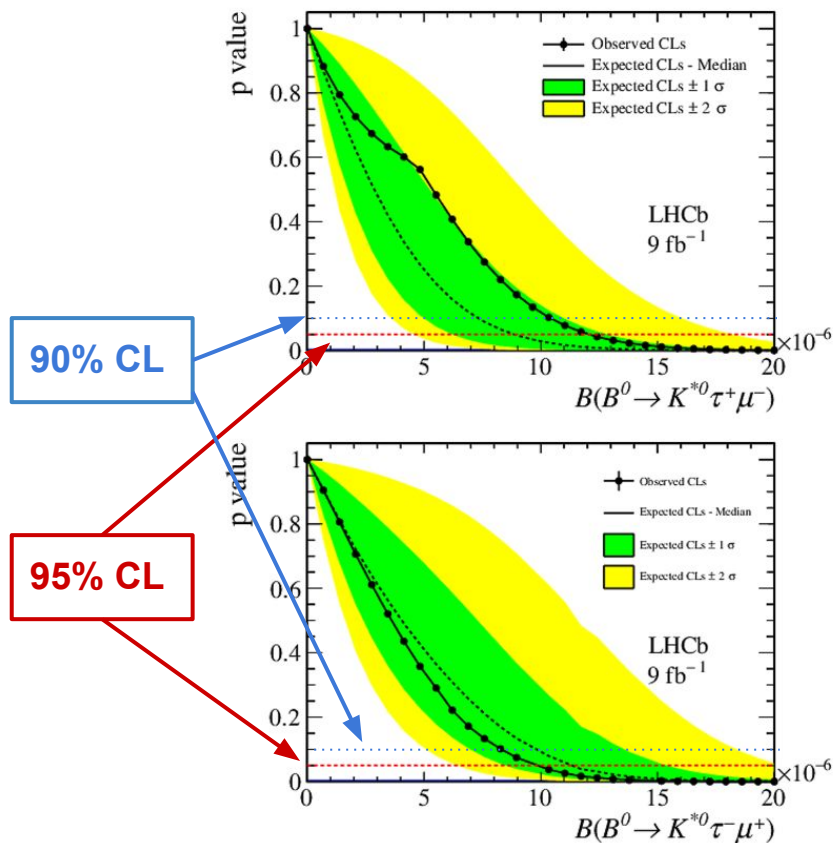 p value
1
0.8
0.6
0.4
0.2
0
Observed CLs
Expected CLs - Median
Expected CLs ± 1 σ
Expected CLs ± 2 σ
LHCb
9 fb⁻¹
0 5 10 15 20
×10⁻⁶
B(B⁰→ K*⁰τ⁺μ⁻)
90% CL
95% CL
p value
1
0.8
0.6
0.4
0.2
0
Observed CLs
Expected CLs - Median
Expected CLs ± 1 σ
Expected CLs ± 2 σ
LHCb
9 fb⁻¹
0 5 10 15 20
×10⁻⁶
B(B⁰→ K*⁰τ⁻μ⁺)